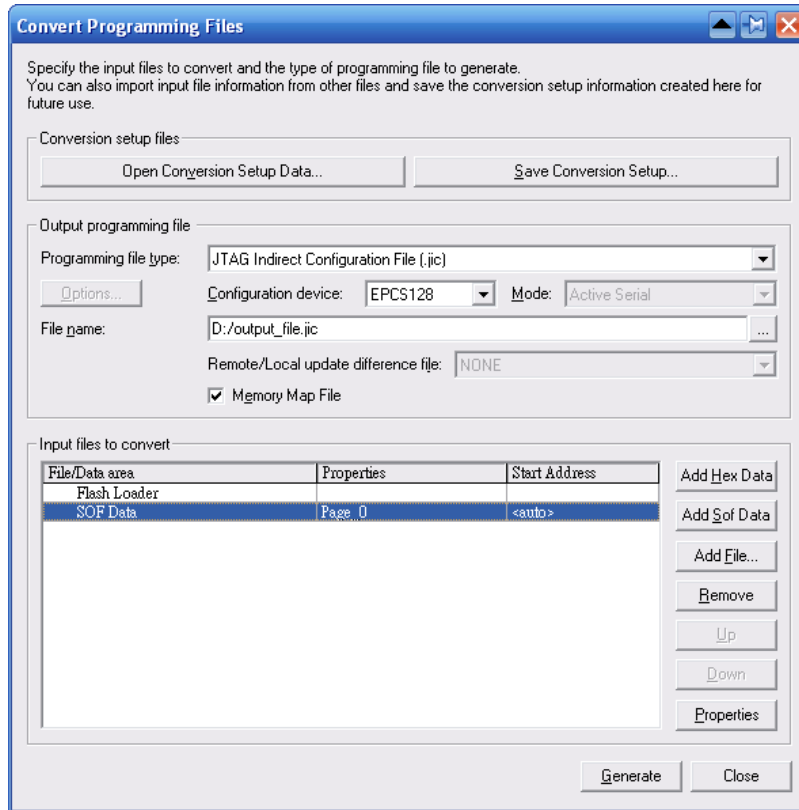 Convert Programming Files
Specify the input files to convert and the type of programming file to generate.
You can also import input file information from other files and save the conversion setup information created here for
future use.
Conversion setup files
Open Conversion Setup Data...
Save Conversion Setup...
Output programming file
Programming file type:
JTAG Indirect Configuration File (.jic)
Options...
Configuration device:
EPCS128
Mode:
Active Serial
File name:
D:/output_file.jic
...
Remote/Local update difference file:
NONE
Memory Map File
Input files to convert
File/Data area Properties Start Address
Flash Loader
SOF Data Page_0 <auto>
Add Hex Data
Add Sof Data
Add File...
Remove
Up
Down
Properties
Generate
Close